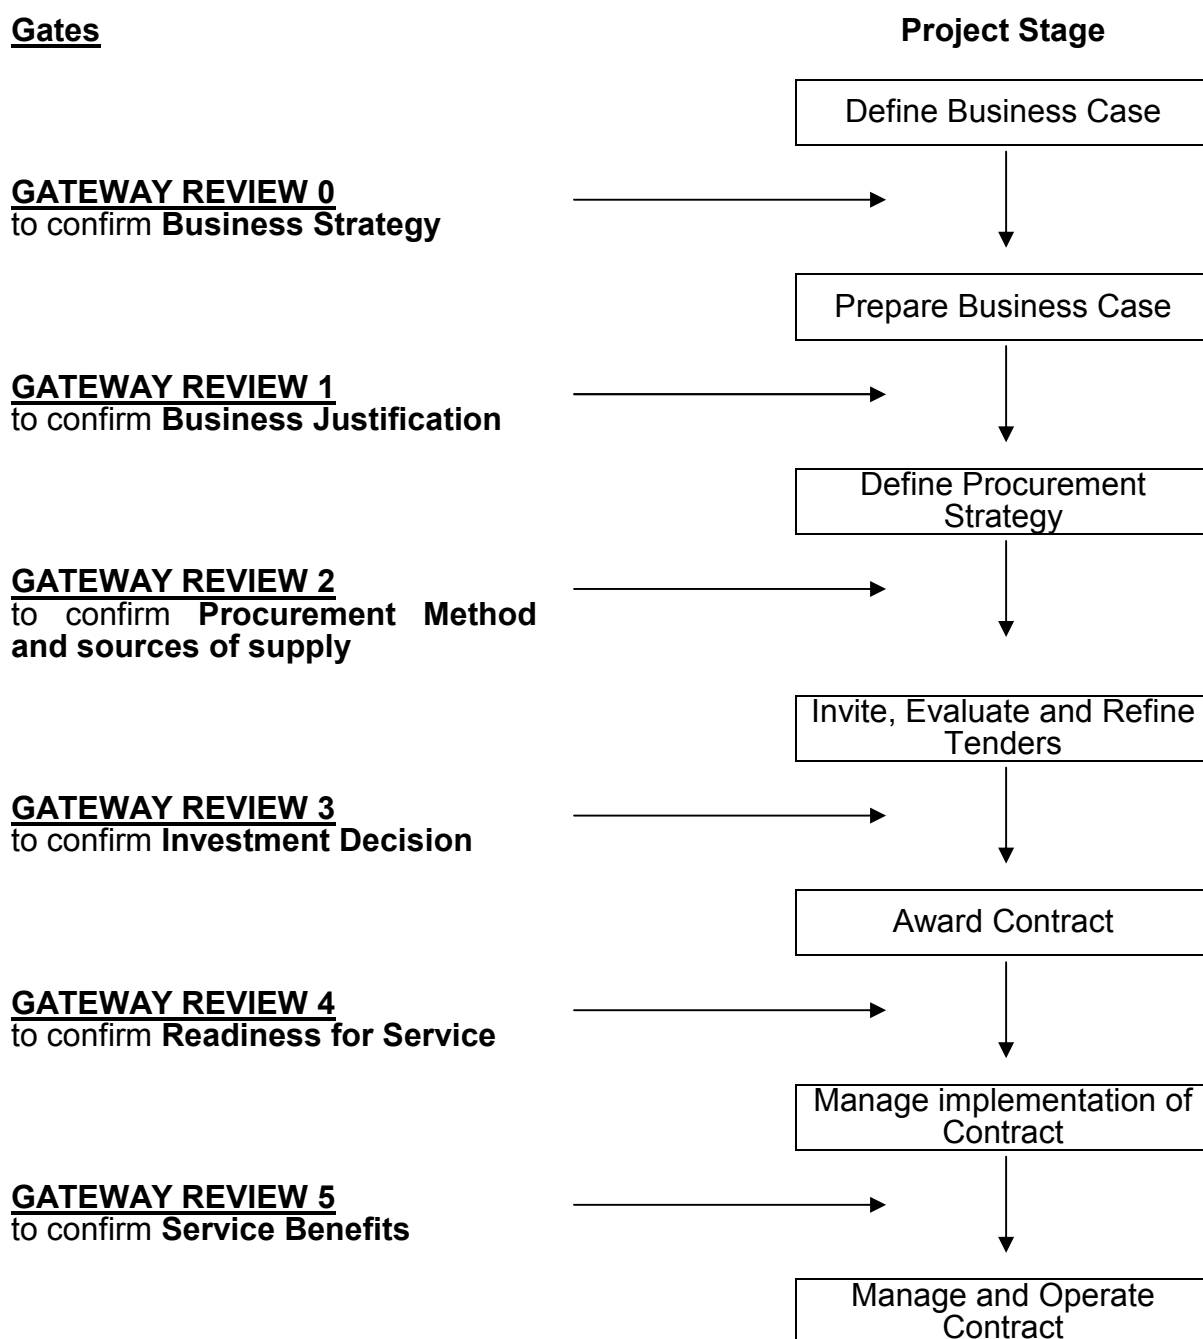 Gates
Project Stage
Define Business Case
GATEWAY REVIEW 0
to confirm Business Strategy
Prepare Business Case
GATEWAY REVIEW 1
to confirm Business Justification
Define Procurement
Strategy
GATEWAY REVIEW 2
to confirm Procurement Method
and sources of supply
Invite, Evaluate and Refine
Tenders
GATEWAY REVIEW 3
to confirm Investment Decision
Award Contract
GATEWAY REVIEW 4
to confirm Readiness for Service
Manage implementation of
Contract
GATEWAY REVIEW 5
to confirm Service Benefits
Manage and Operate
Contract